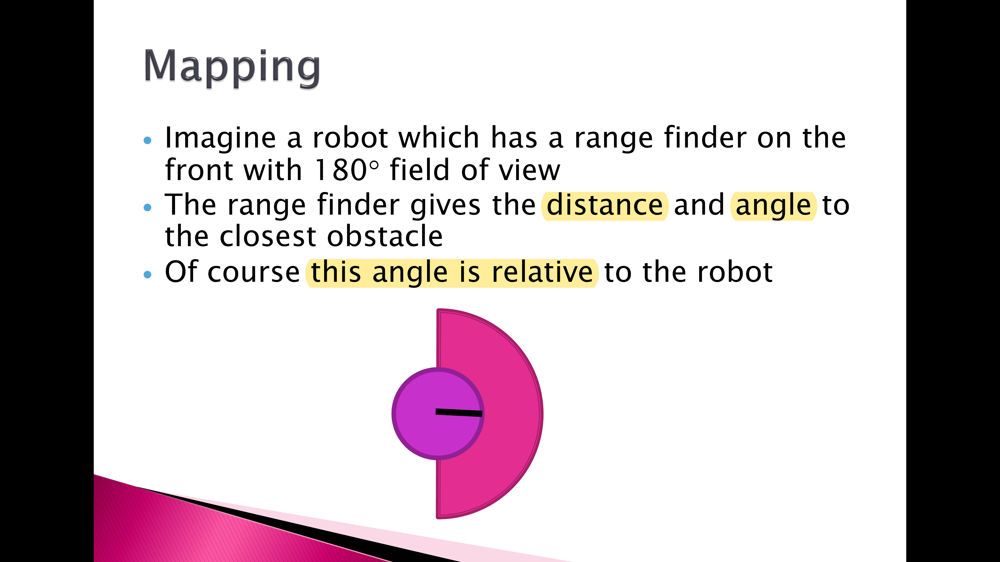 Mapping
• Imagine a robot which has a range finder on the
front with 180° field of view
• The range finder gives the distance and angle to
the closest obstacle
• Of course this angle is relative to the robot